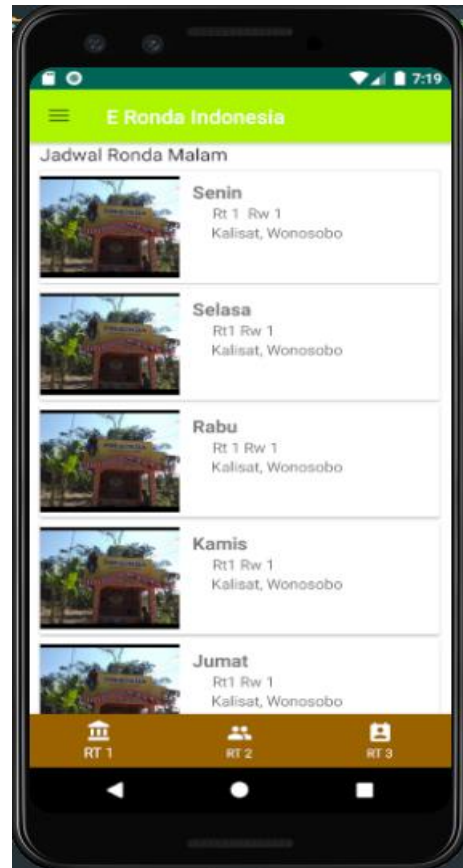 7:19
E Ronda Indonesia
Jadwal Ronda Malam
Senin
Rt 1 Rw 1
Kalisat, Wonosobo
Selasa
Rt1 Rw 1
Kalisat, Wonosobo
Rabu
Rt 1 Rw 1
Kalisat, Wonosobo
Kamis
Rt1 Rw 1
Kalisat, Wonosobo
Jumat
Rt1 Rw 1
Kalisat, Wonosobo
RT 1 RT 2 RT 3